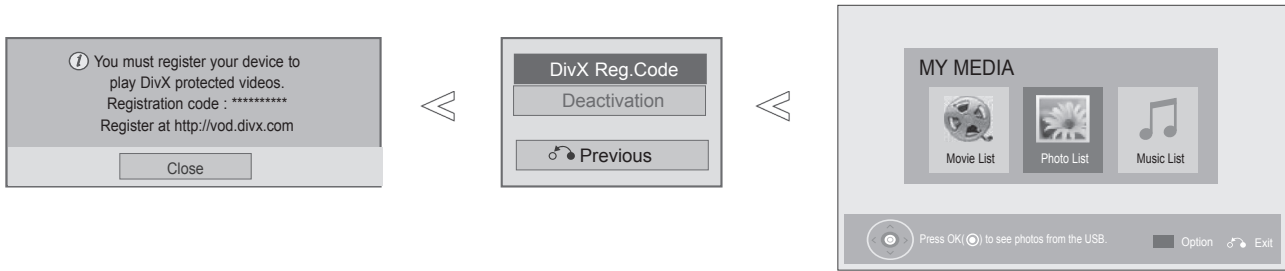 You must register your device to
play DivX protected videos.
Registration code : **********
Register at http://vod.divx.com
Close
DivX Reg.Code
Deactivation
Previous
MY MEDIA
Movie List
Photo List
Music List
Press OK(◉) to see photos from the USB.
Option
Exit